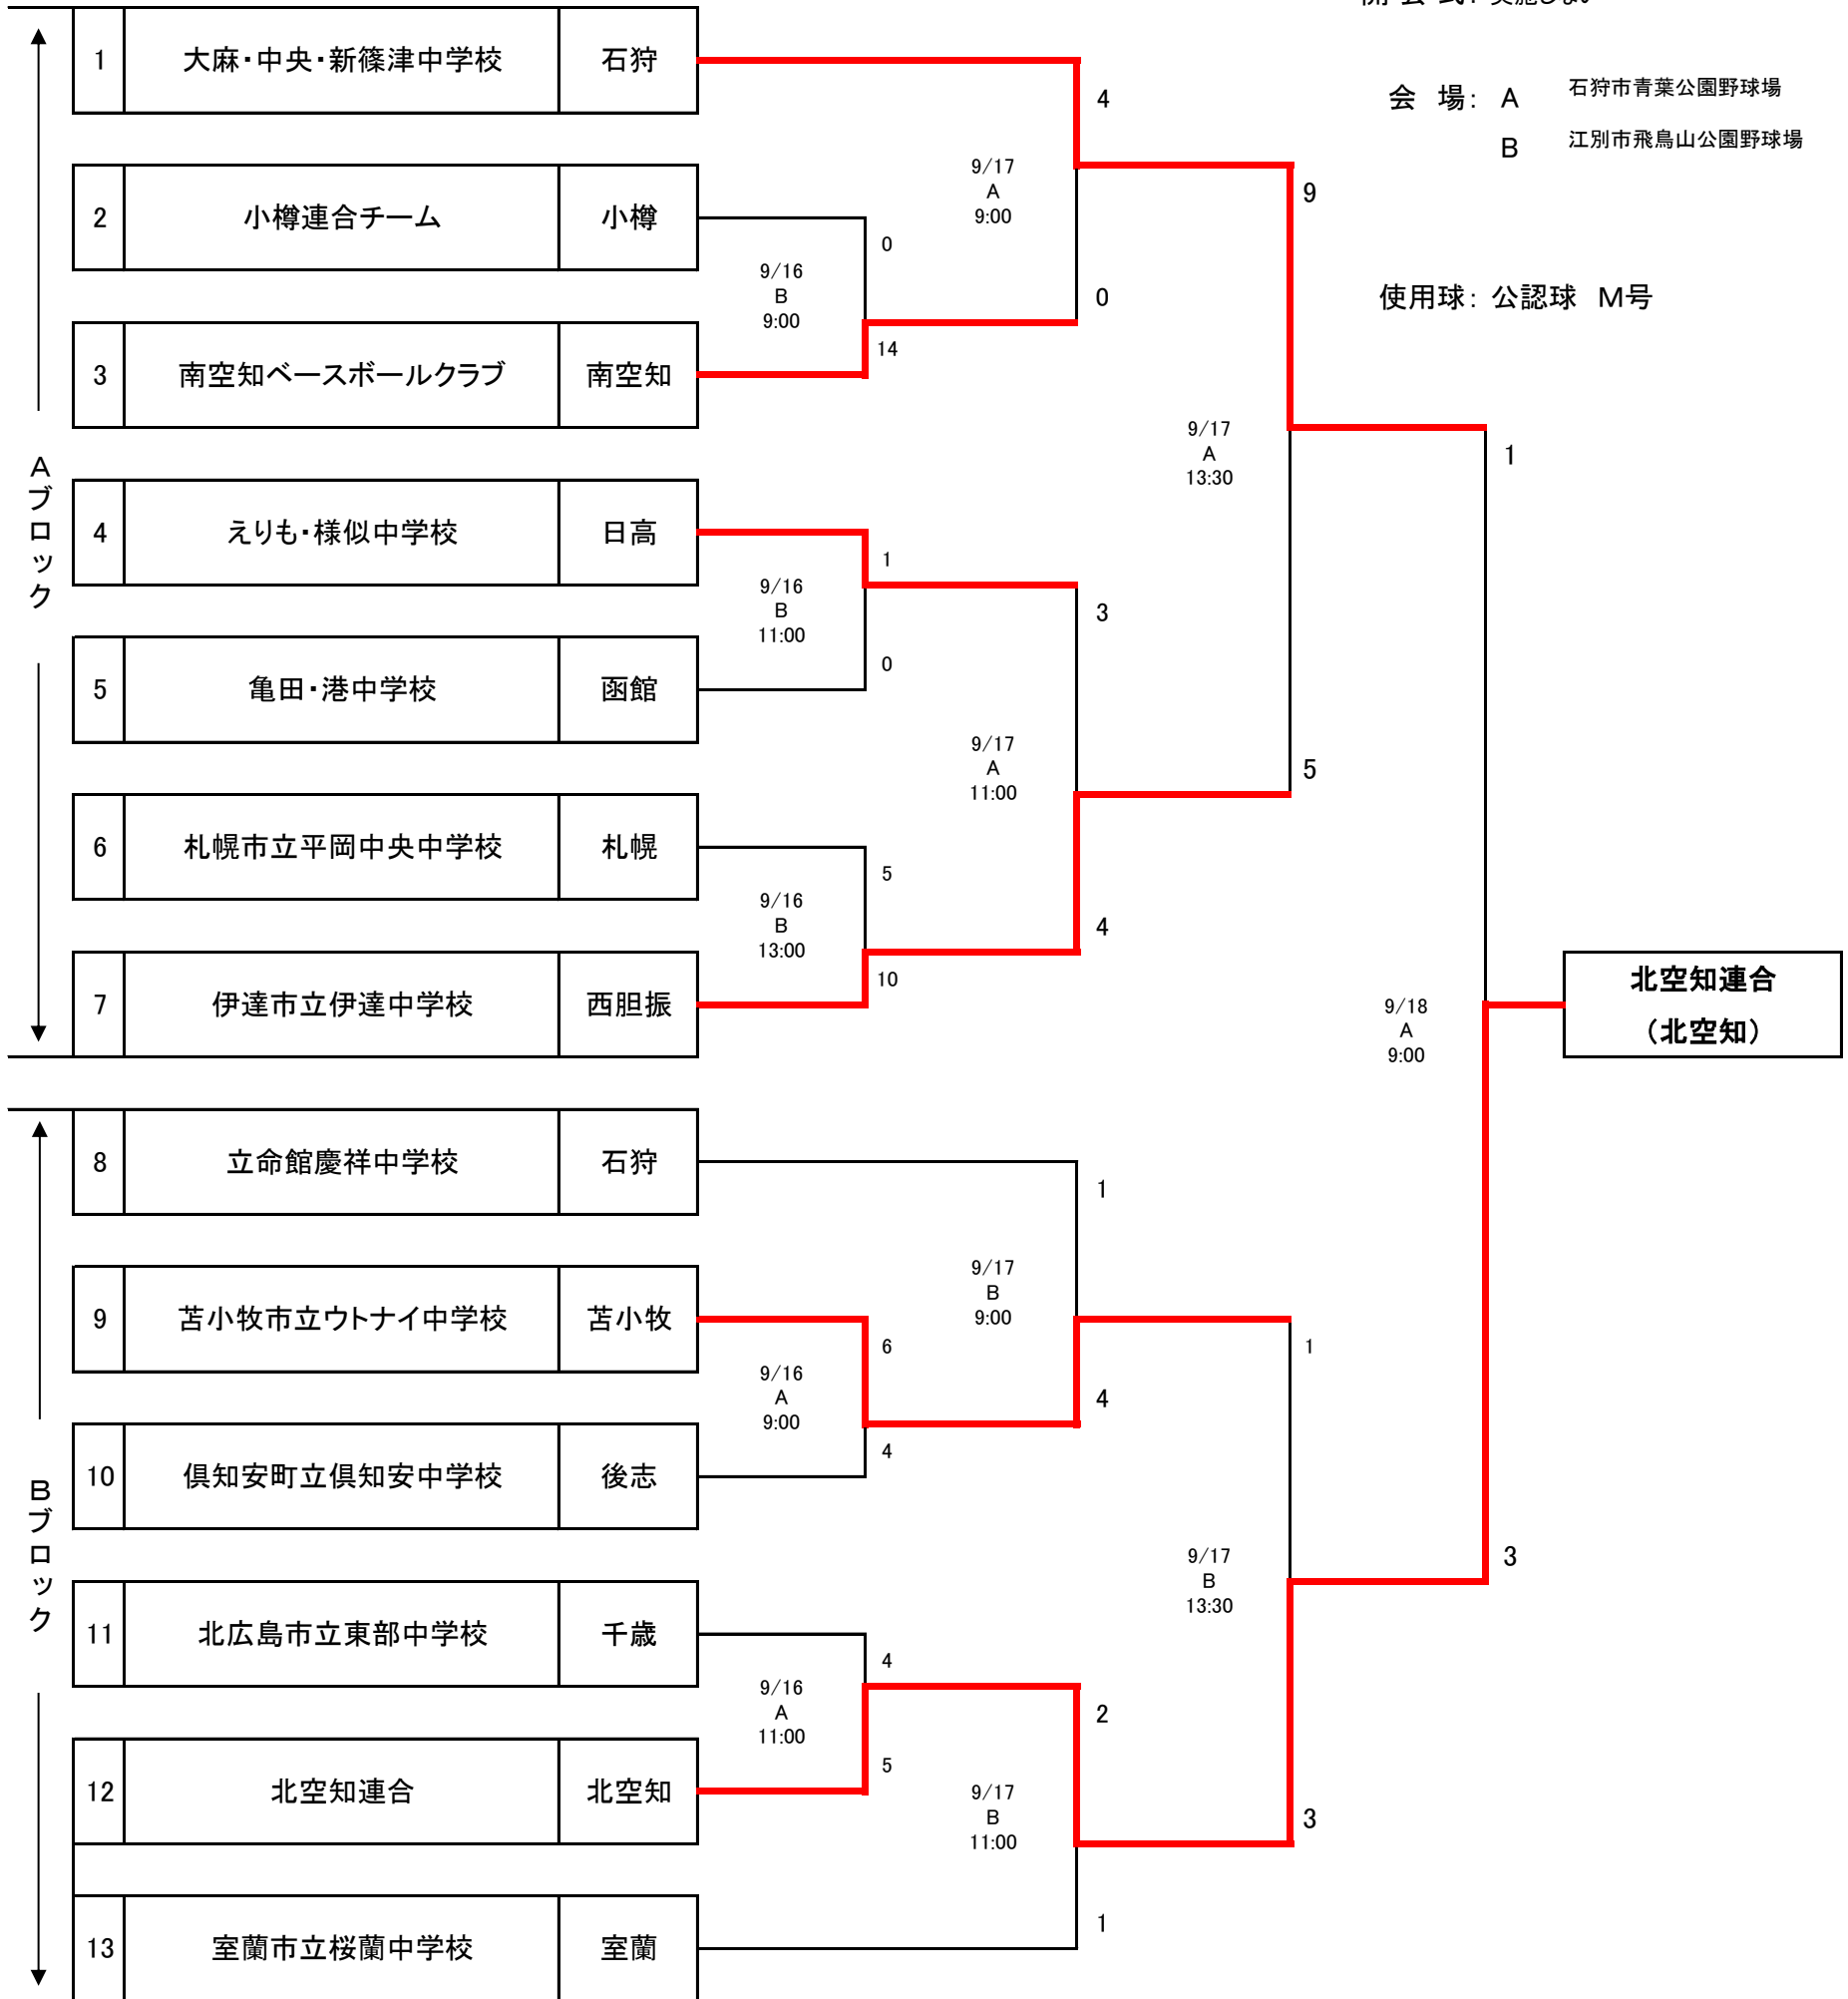 会 場： A 石狩市青葉公園野球場
B 江別市飛鳥山公園野球場
使用球： 公認球 M号
Aブロック
1 大麻・中央・新篠津中学校 石狩
2 小樽連合チーム 小樽
3 南空知ベースボールクラブ 南空知
4 えりも・様似中学校 日高
5 亀田・港中学校 函館
6 札幌市立平岡中央中学校 札幌
7 伊達市立伊達中学校 西胆振
Bブロック
8 立命館慶祥中学校 石狩
9 苫小牧市立ウトナイ中学校 苫小牧
10 倶知安町立倶知安中学校 後志
11 北広島市立東部中学校 千歳
12 北空知連合 北空知
13 室蘭市立桜蘭中学校 室蘭
0
9/16
B
9:00
14
1
9/16
B
11:00
0
5
9/16
B
13:00
10
6
9/16
A
9:00
4
4
9/16
A
11:00
5
4
9/17
A
9:00
0
3
9/17
A
11:00
4
1
9/17
B
9:00
4
2
9/17
B
11:00
1
9
9/17
A
13:30
5
1
9/17
B
13:30
3
1
9/18
A
9:00
3
北空知連合
（北空知）